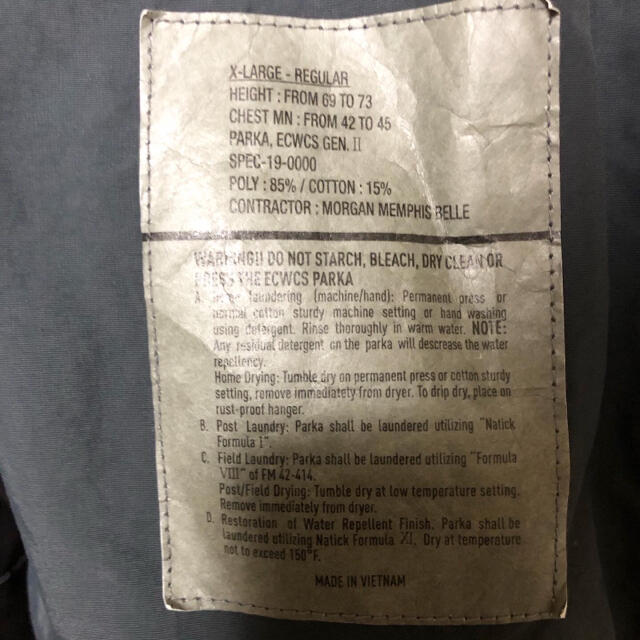 X-LARGE - REGULAR
HEIGHT : FROM 69 TO 73
CHEST MN : FROM 42 TO 45
PARKA, ECWCS GEN. II
SPEC-19-0000
POLY : 85% / COTTON : 15%
CONTRACTOR : MORGAN MEMPHIS BELLE
WARNING!! DO NOT STARCH, BLEACH, DRY CLEAN OR
PRESS THE ECWCS PARKA
A. Home laundering (machine/hand): Permanent press or
normal cotton sturdy machine setting or hand washing
using detergent. Rinse thoroughly in warm water. NOTE:
Any residual detergent on the parka will descrease the water
repellency.
Home Drying: Tumble dry on permanent press or cotton sturdy
setting, remove immediately from dryer. To drip dry, place on
rust-proof hanger.
B. Post Laundry: Parka shall be laundered utilizing "Natick
Formula I".
C. Field Laundry: Parka shall be laundered utilizing "Formula
VIII" of FM 42-414.
Post/Field Drying: Tumble dry at low temperature setting.
Remove immediately from dryer.
D. Restoration of Water Repellent Finish. Parka shall be
laundered utilizing Natick Formula XI, Dry at temperature
not to exceed 150°F.
MADE IN VIETNAM